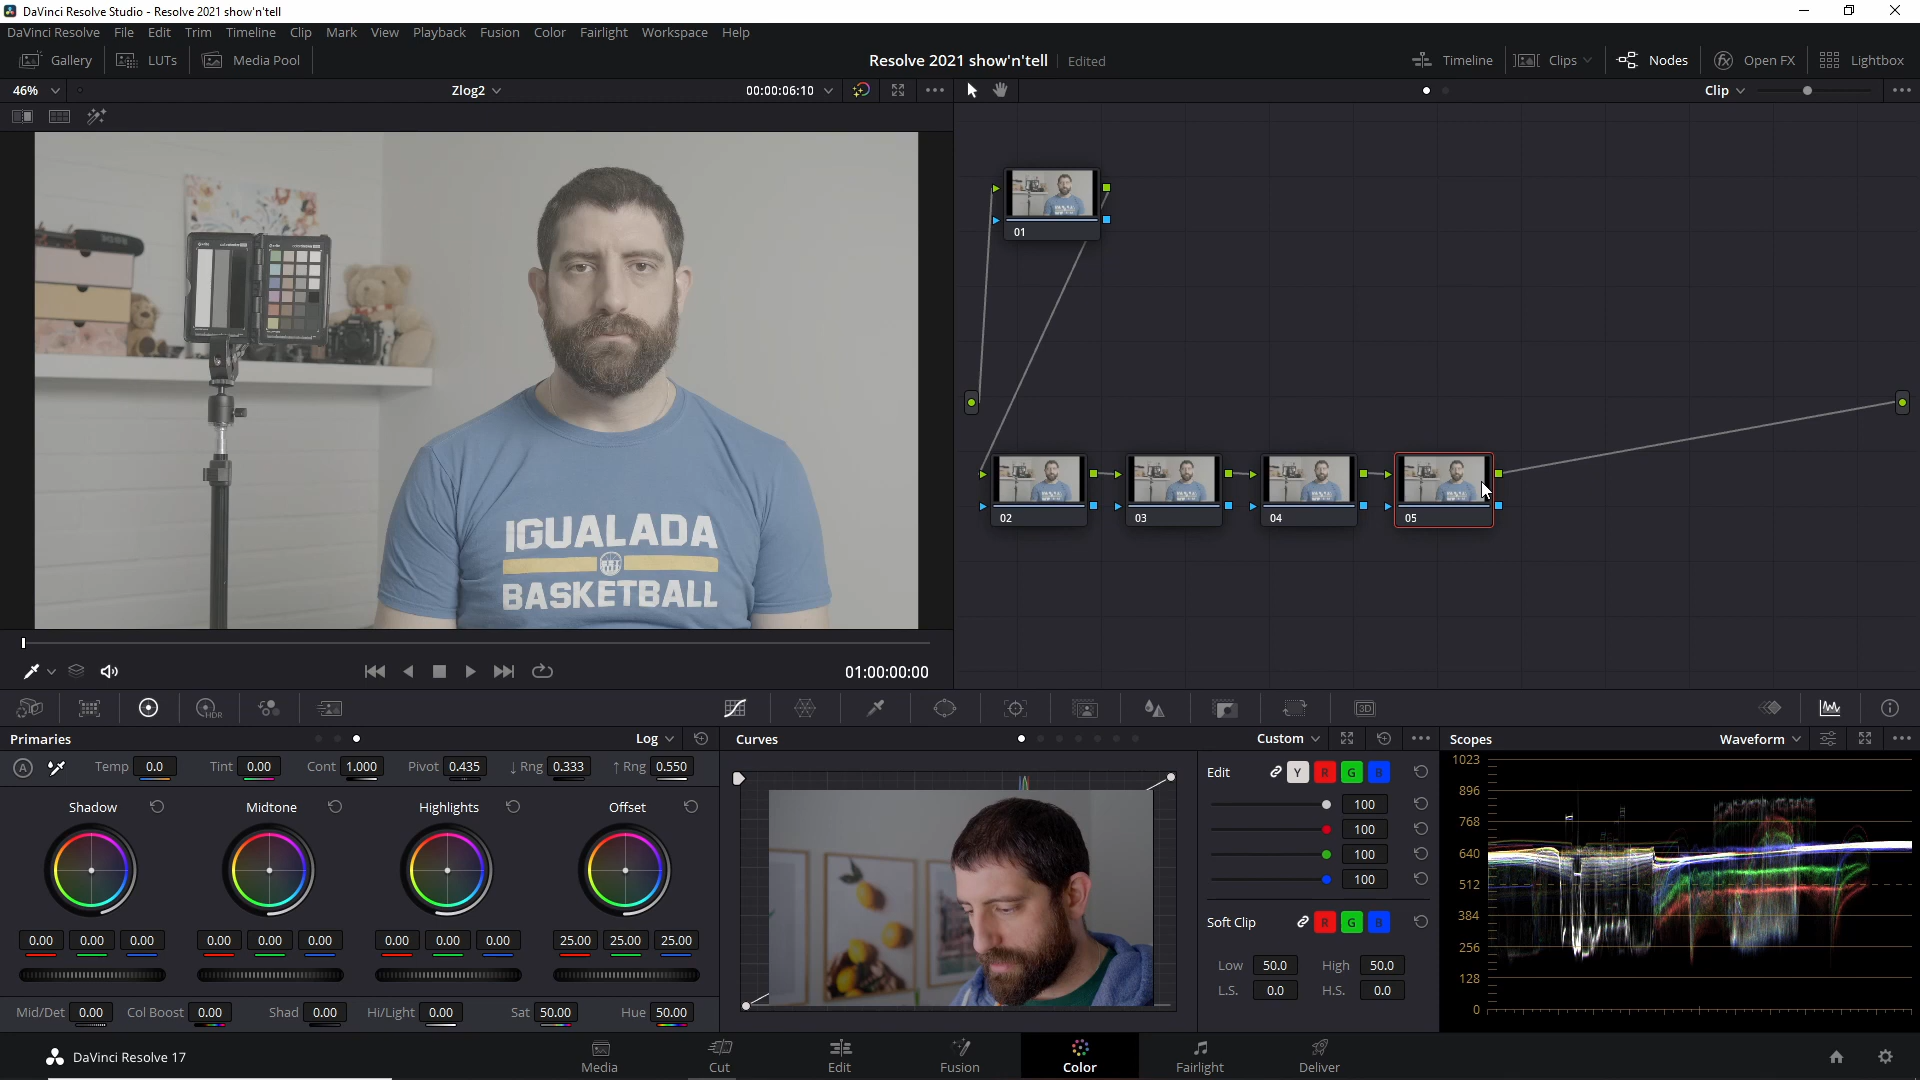 DaVinci Resolve Studio - Resolve 2021 show'n'tell
DaVinci Resolve File Edit Trim Timeline Clip Mark View Playback Fusion Color Fairlight Workspace Help
Gallery LUTs Media Pool Resolve 2021 show'n'tell Edited Timeline Clips Nodes Open FX Lightbox
46% Zlog2 00:00:06:10 Clip
01
IGUALADA
BASKETBALL
02 03 04 05
01:00:00:00
HDR 3D
Primaries Log Curves Custom Scopes Waveform
A Temp 0.0 Tint 0.00 Cont 1.000 Pivot 0.435 ↓ Rng 0.333 ↑ Rng 0.550
Shadow Midtone Highlights Offset
0.00 0.00 0.00 0.00 0.00 0.00 0.00 0.00 0.00 25.00 25.00 25.00
Mid/Det 0.00 Col Boost 0.00 Shad 0.00 Hi/Light 0.00 Sat 50.00 Hue 50.00
Edit Y R G B
100
100
100
100
Soft Clip R G B
Low 50.0 High 50.0
L.S. 0.0 H.S. 0.0
1023
896
768
640
512
384
256
128
0
DaVinci Resolve 17 Media Cut Edit Fusion Color Fairlight Deliver